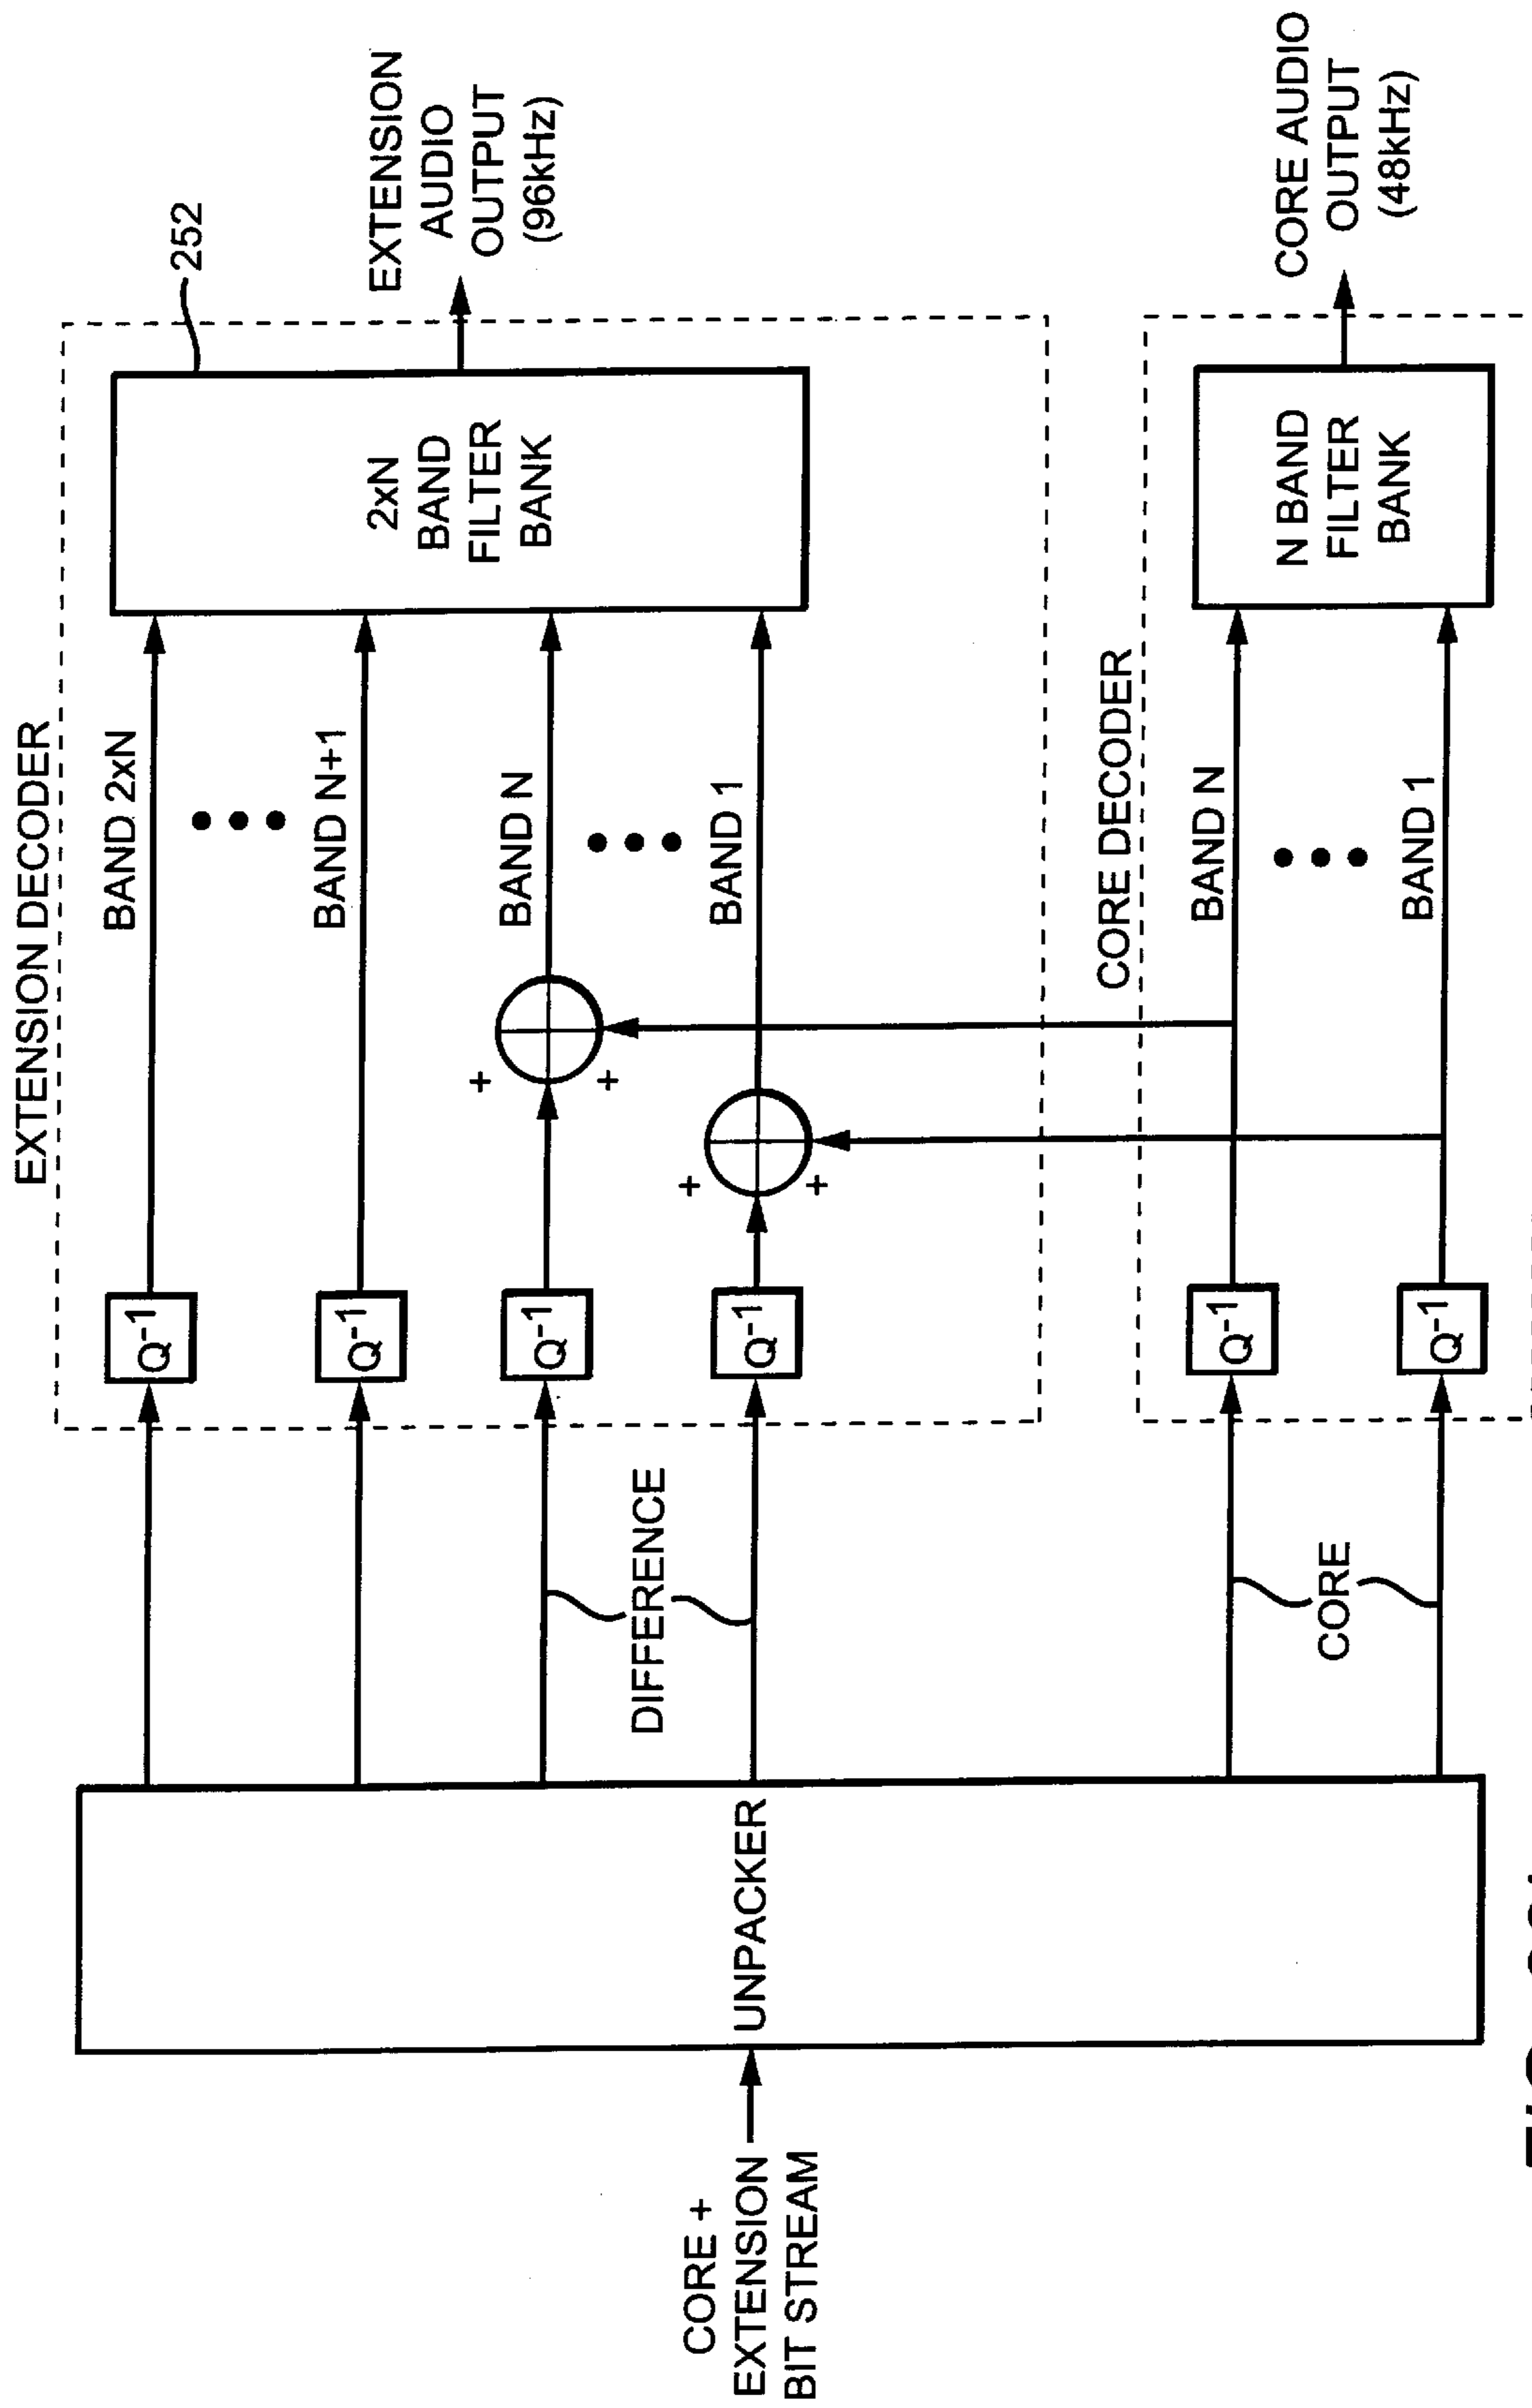 EXTENSION DECODER
252
Q-1
BAND 2xN
Q-1
BAND N+1
Q-1
BAND N
+
+
Q-1
BAND 1
+
+
2xN
BAND
FILTER
BANK
EXTENSION
AUDIO
OUTPUT
(96kHz)
DIFFERENCE
CORE +
EXTENSION
BIT STREAM
UNPACKER
CORE DECODER
Q-1
BAND N
Q-1
BAND 1
CORE
N BAND
FILTER
BANK
CORE AUDIO
OUTPUT
(48kHz)